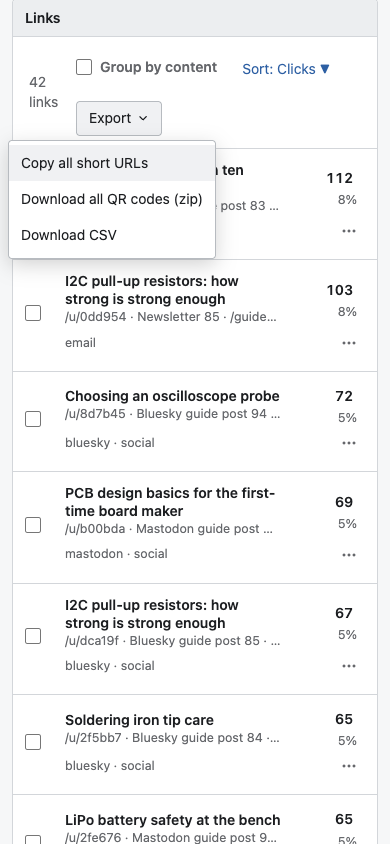 Links
42
links
Group by content
Sort: Clicks ▼
Export
Copy all short URLs
Download all QR codes (zip)
Download CSV
ten
112
post 83 ...
8%
...
I2C pull-up resistors: how
strong is strong enough
103
/u/0dd954 · Newsletter 85 · /guide...
8%
email
...
Choosing an oscilloscope probe
72
/u/8d7b45 · Bluesky guide post 94 ...
5%
bluesky · social
...
PCB design basics for the first-
time board maker
69
/u/b00bda · Mastodon guide post ...
5%
mastodon · social
...
I2C pull-up resistors: how
strong is strong enough
67
/u/dca19f · Bluesky guide post 85 · ...
5%
bluesky · social
...
Soldering iron tip care
65
/u/2f5bb7 · Bluesky guide post 84 ·...
5%
bluesky · social
...
LiPo battery safety at the bench
65
/u/2fe676 · Mastodon guide post 9...
5%